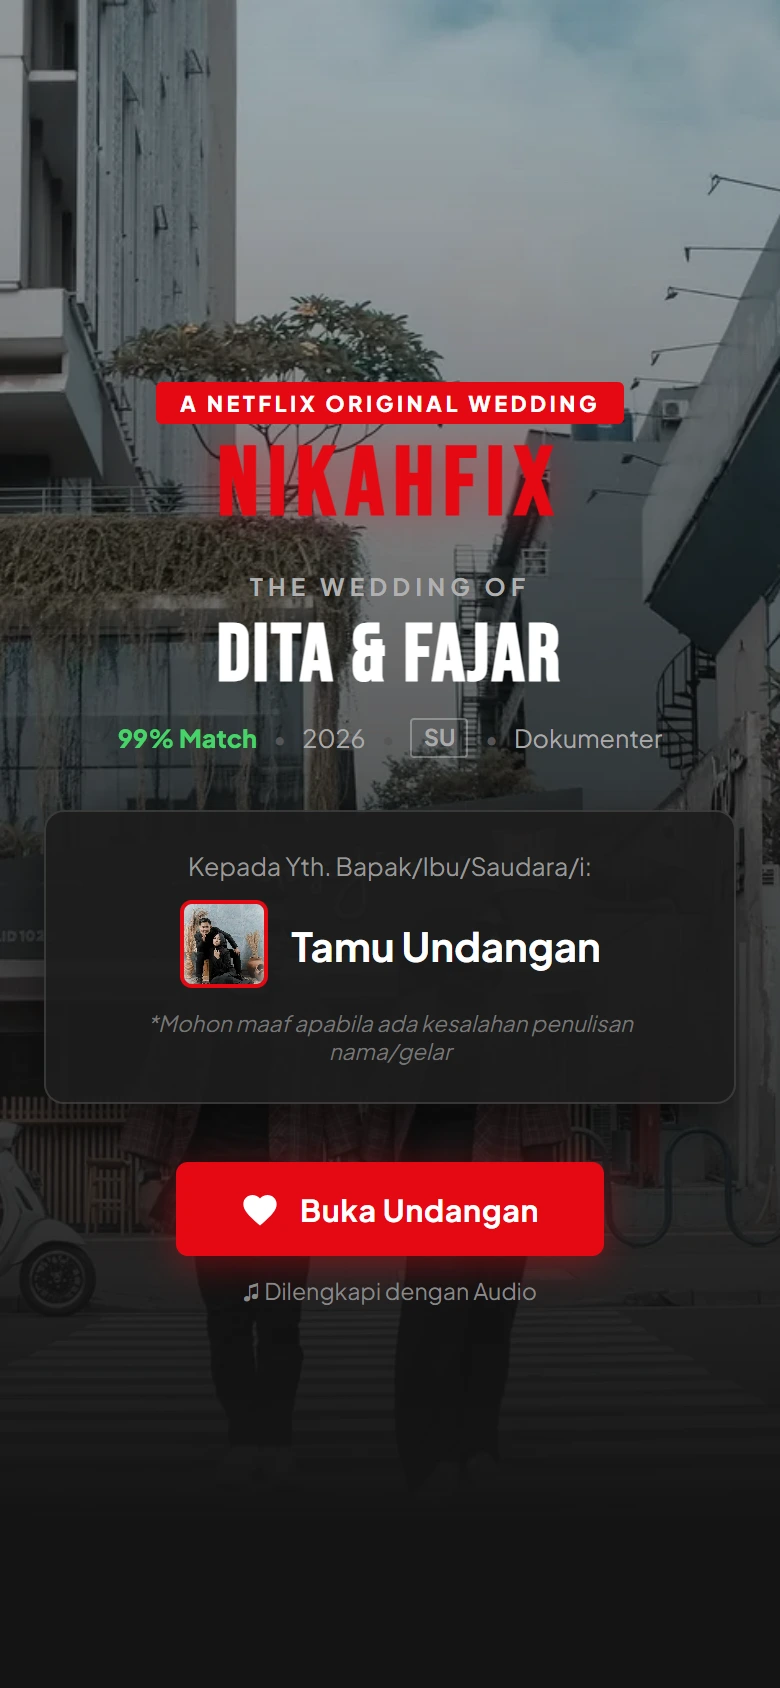 A NETFLIX ORIGINAL WEDDING
NIKAHFIX
THE WEDDING OF
DITA & FAJAR
99% Match • 2026 • SU • Dokumenter
Kepada Yth. Bapak/Ibu/Saudara/i:
Tamu Undangan
*Mohon maaf apabila ada kesalahan penulisan
nama/gelar
Buka Undangan
♫ Dilengkapi dengan Audio